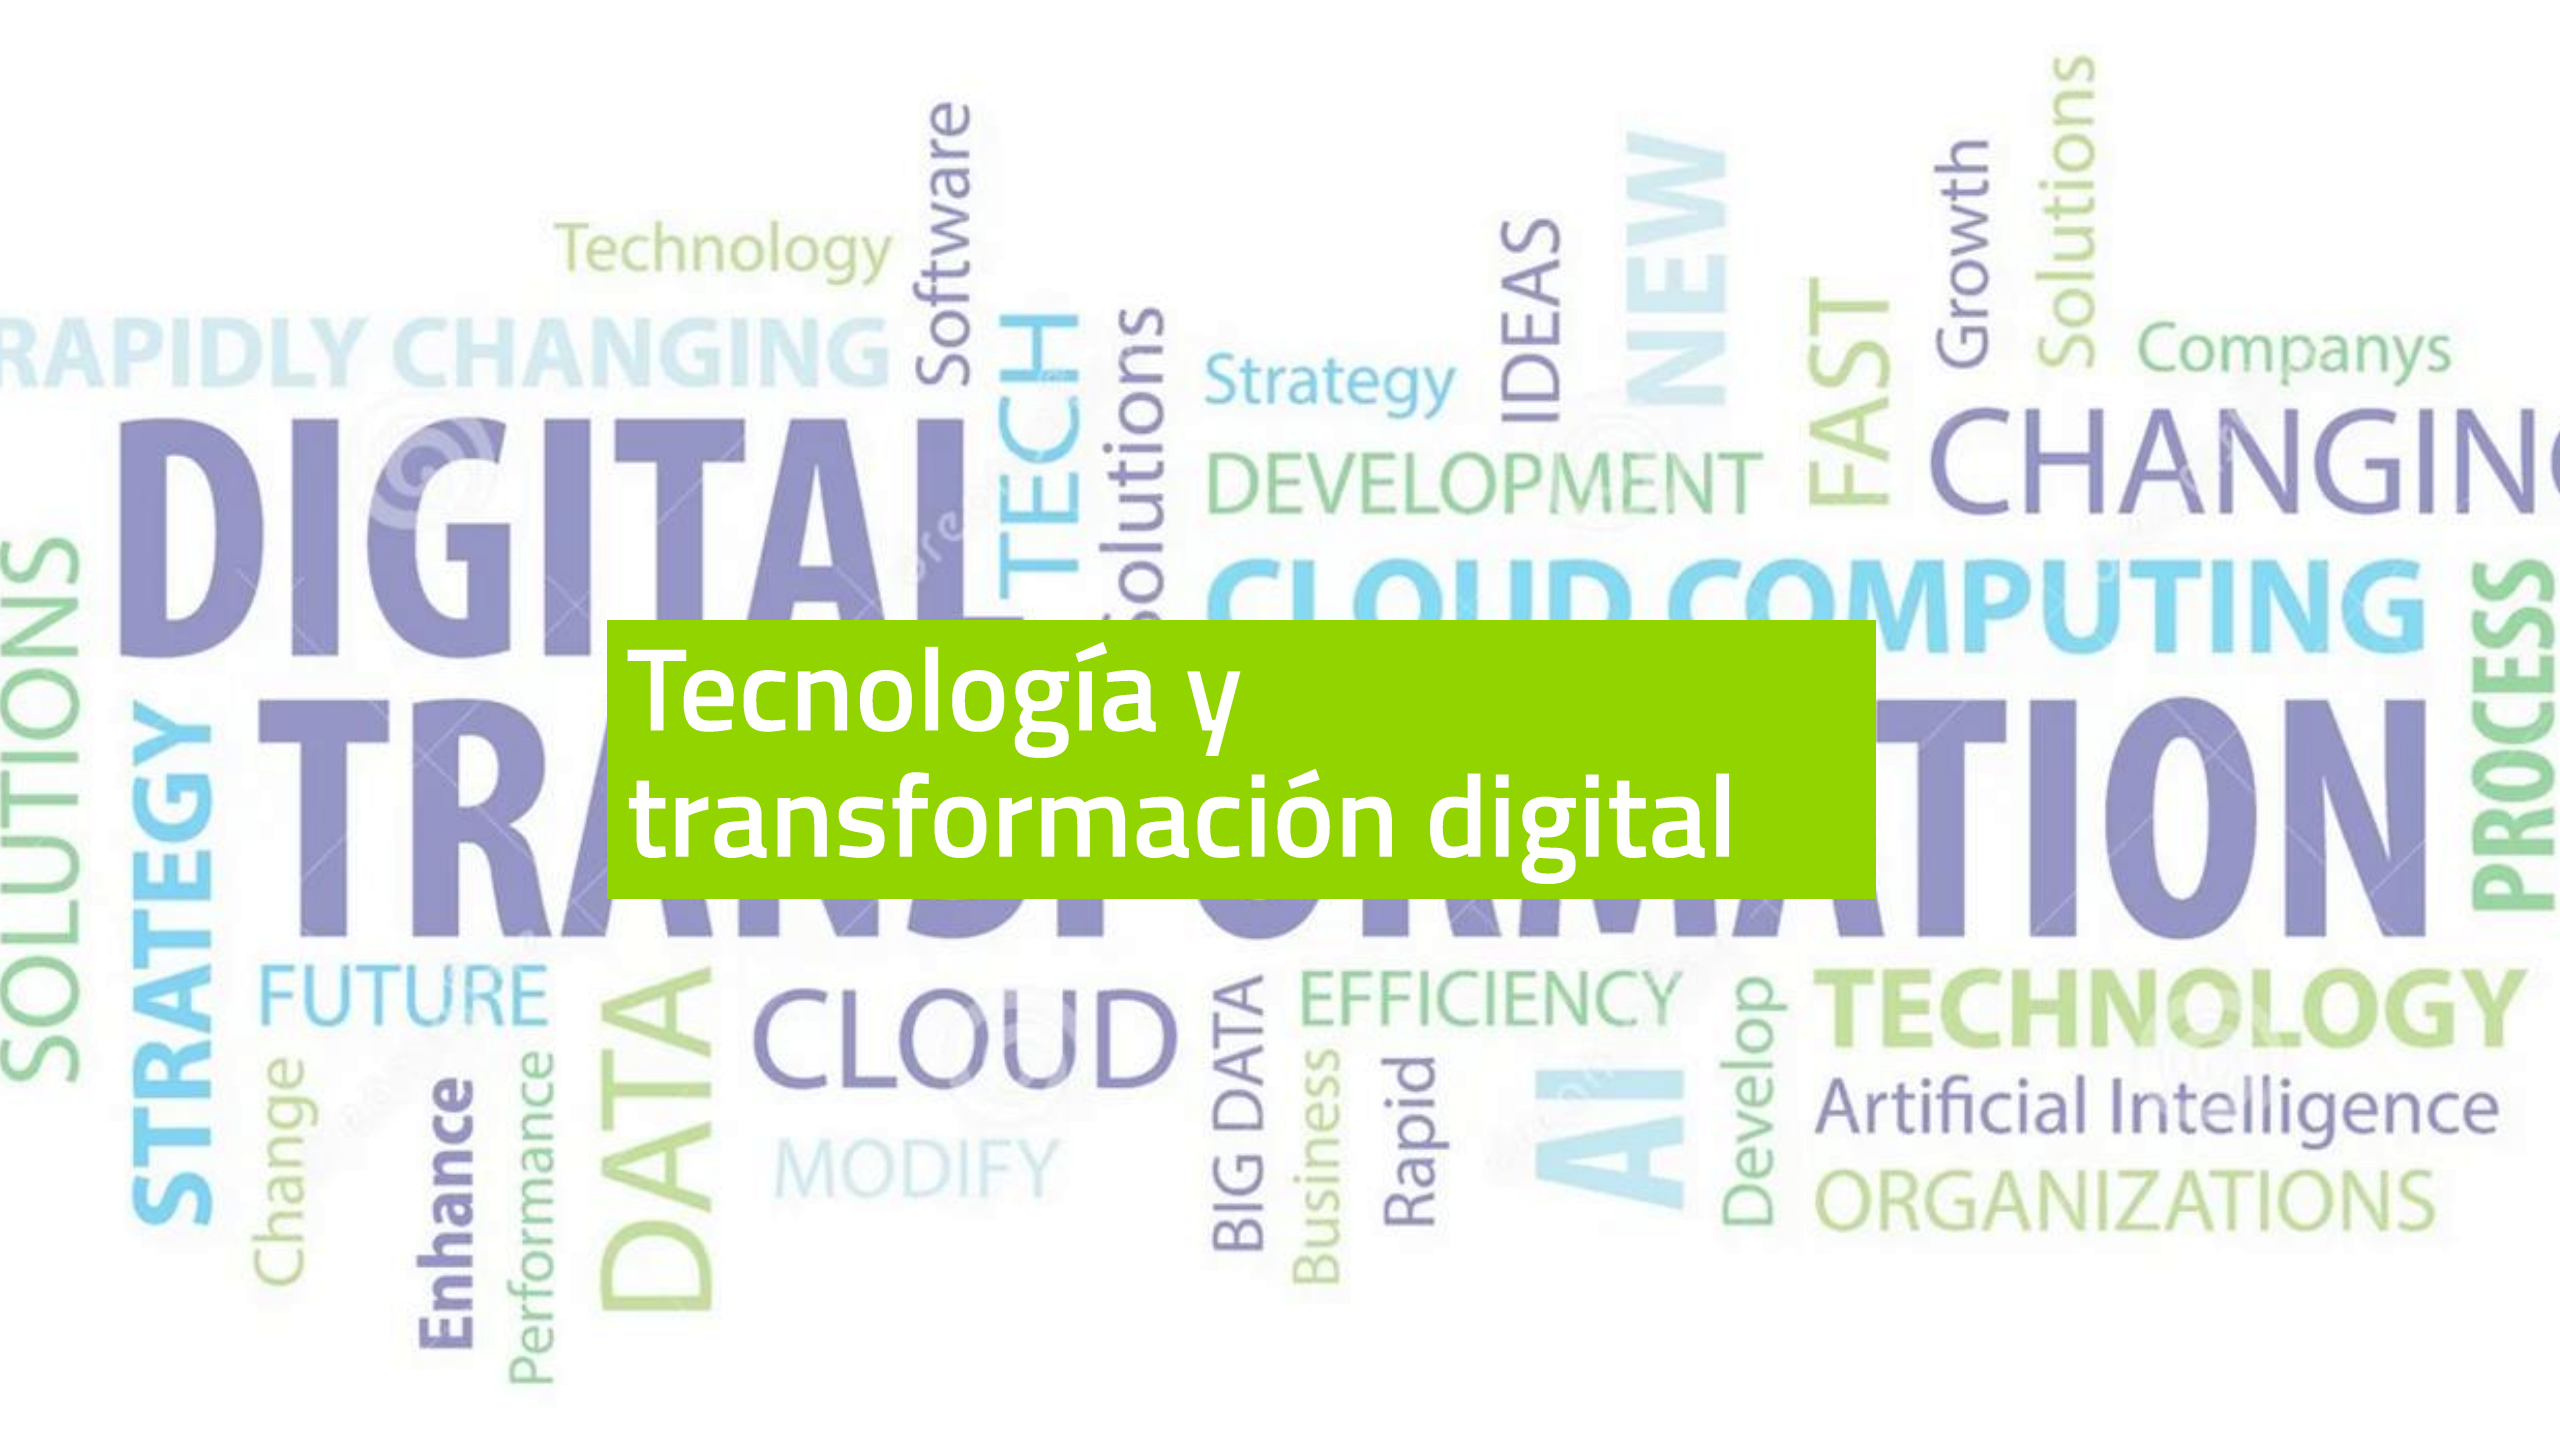 Solutions
Software
NEW
Growth
Technology
IDEAS
FAST
RAPIDLY CHANGING
TECH
Solutions
Strategy
Companys
DIGITAL
DEVELOPMENT
CHANGING
SOLUTIONS
CLOUD COMPUTING
PROCESS
Tecnología y
transformación digital
STRATEGY
TRANSFORMATION
FUTURE
DATA
CLOUD
BIG DATA
EFFICIENCY
Develop
TECHNOLOGY
Change
Enhance
Performance
Business
Rapid
AI
Artificial Intelligence
MODIFY
ORGANIZATIONS